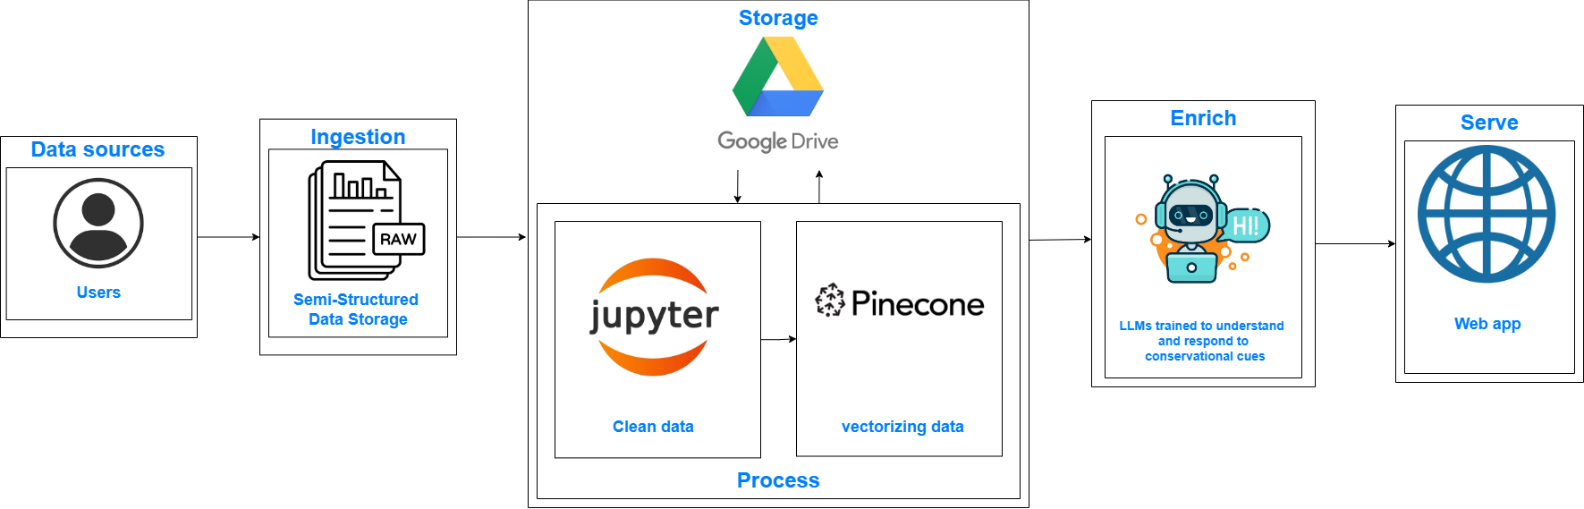 Data sources
Users
Ingestion
RAW
Semi-Structured
Data Storage
Storage
Google Drive
jupyter
Clean data
Pinecone
vectorizing data
Process
Enrich
HI!
LLMs trained to understand
and respond to
conservational cues
Serve
Web app